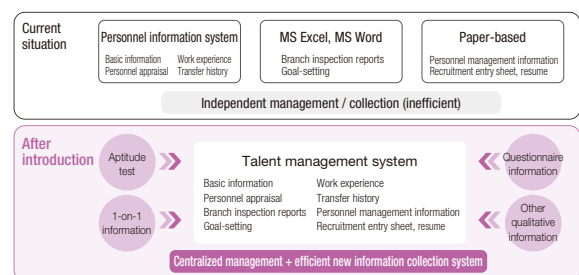 Current
situation
Personnel information system
Basic information Work experience
Personnel appraisal Transfer history
MS Excel, MS Word
Branch inspection reports
Goal-setting
Paper-based
Personnel management information
Recruitment entry sheet, resume
Independent management / collection (inefficient)
After
introduction
Aptitude
test
1-on-1
information
Talent management system
Basic information Work experience
Personnel appraisal Transfer history
Branch inspection reports Personnel management information
Goal-setting Recruitment entry sheet, resume
Questionnaire
information
Other
qualitative
information
Centralized management + efficient new information collection system